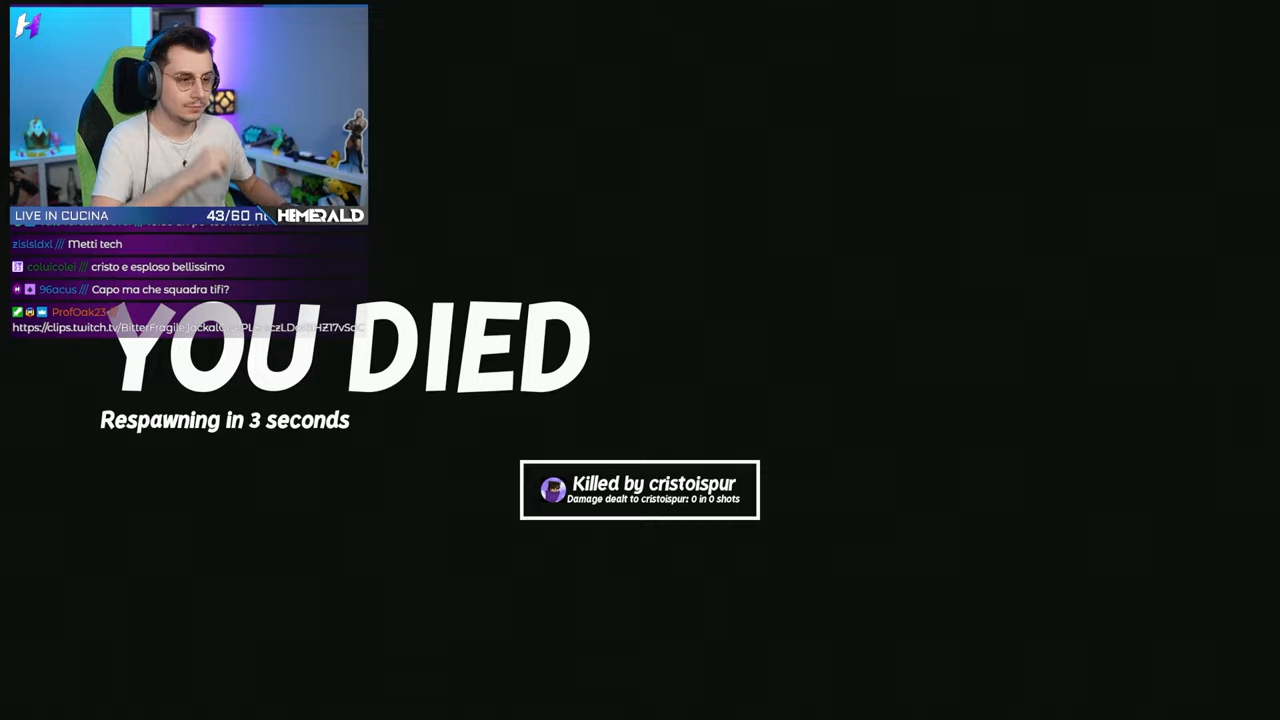 LIVE IN CUCINA
43/60
HEMERALD
zlslsldxl /// Metti tech
coluicolei /// cristo e esploso bellissimo
96acus /// Capo ma che squadra tifi?
ProfOak23 //
YOU DIED
Respawning in 3 seconds
Killed by cristoispur
Damage dealt to cristoispur: 0 in 0 shots